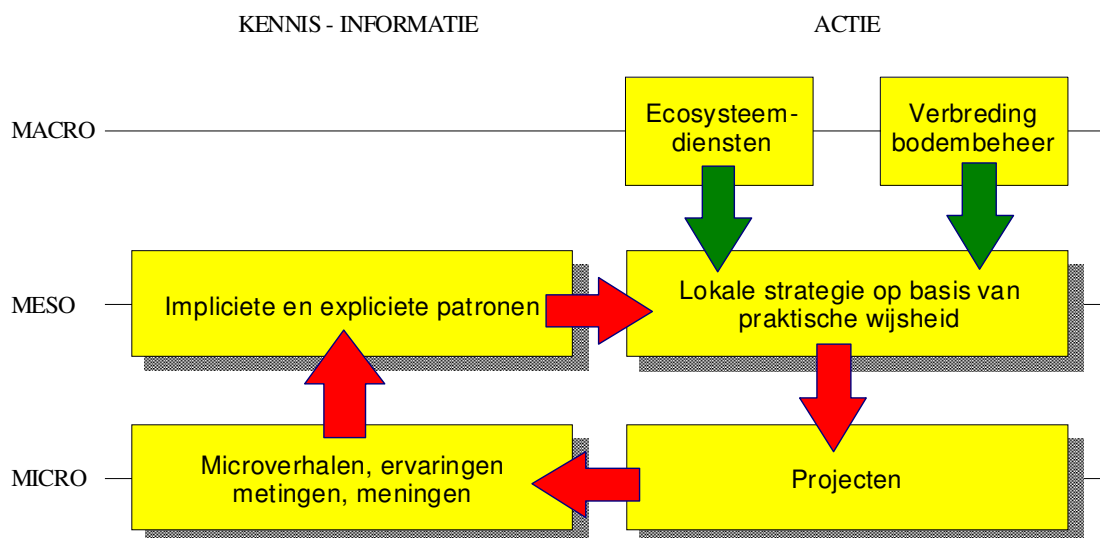 KENNIS - INFORMATIE
ACTIE
MACRO
Ecosysteem-
diensten
Verbreding
bodembeheer
MESO
Impliciete en expliciete patronen
Lokale strategie op basis van
praktische wijsheid
MICRO
Microverhalen, ervaringen
metingen, meningen
Projecten